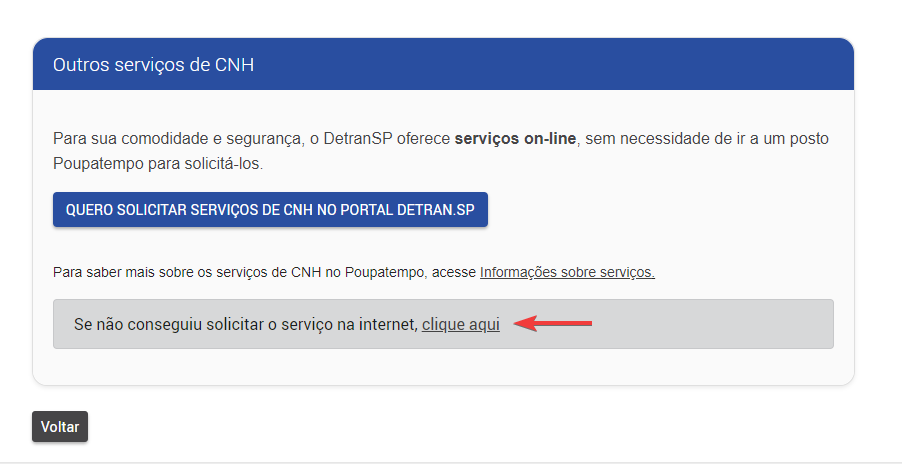 Outros serviços de CNH
Para sua comodidade e segurança, o DetranSP oferece serviços on-line, sem necessidade de ir a um posto
Poupatempo para solicitá-los.
QUERO SOLICITAR SERVIÇOS DE CNH NO PORTAL DETRAN.SP
Para saber mais sobre os serviços de CNH no Poupatempo, acesse Informações sobre serviços.
Se não conseguiu solicitar o serviço na internet, clique aqui
Voltar